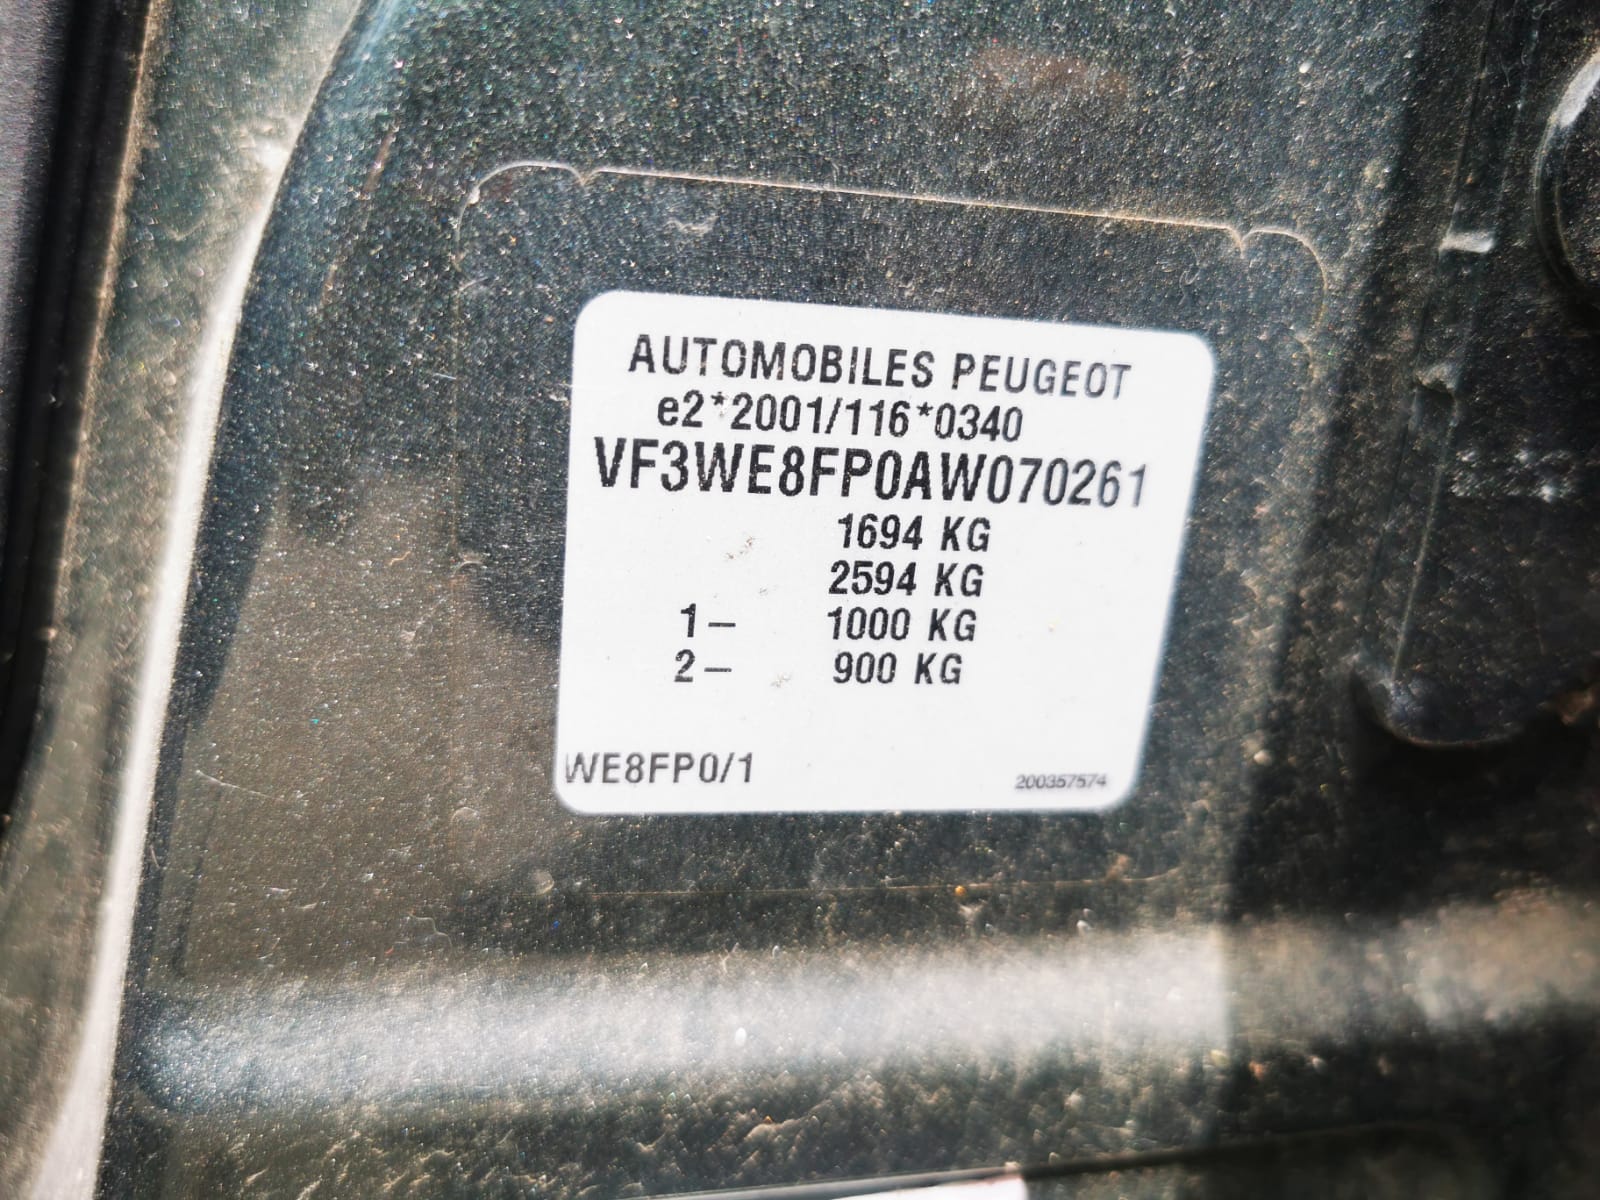 AUTOMOBILES PEUGEOT
e2*2001/116*0340
VF3WE8FP0AW070261
1694 KG
2594 KG
1– 1000 KG
2– 900 KG
WE8FP0/1
200357574